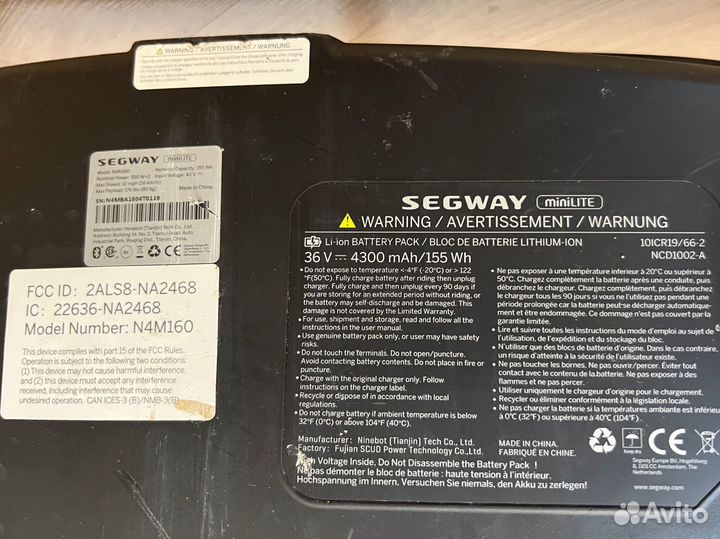 WARNING / AVERTISSEMENT / WARNUNG
SEGWAY miniLITE
Model: N4M160
Nominal Capacity: 155 Wh
Nominal Power: 350 W×2
Input Voltage: 42 V
Max Speed: 10 mph (16 km/h)
Max Payload: 176 lbs (80 kg)
Made in China
SN: N4MBA1804T0118
Manufacturer: Ninebot (Tianjin) Tech Co., Ltd.
FCC ID: 2ALS8-NA2468
IC: 22636-NA2468
Model Number: N4M160
This device complies with part 15 of the FCC Rules.
Operation is subject to the following two conditions:
(1) This device may not cause harmful interference,
and (2) this device must accept any interference
received, including interference that may cause
undesired operation. CAN ICES-3 (B)/NMB-3(B)
SEGWAY miniLITE
WARNING / AVERTISSEMENT / WARNUNG
Li-ion BATTERY PACK / BLOC DE BATTERIE LITHIUM-ION
10ICR19/66-2
36 V 4300 mAh/155 Wh
NCD1002-A
• Do not expose to temperature <-4°F (-20°C) or > 122
°F(50°C). Fully charge battery after riding, then unplug
charger. Fully charge and unplug every 90 days if
you are storing for an extended period without riding, or
the battery may self discharge and be damaged. This
damage is not covered by the Limited Warranty.
• For use, shipment and storage, read and follow all the
instructions in the user manual.
• Use genuine battery pack only, or user may have safety
risks.
• Do not touch the terminals. Do not open/puncture.
Avoid contacting battery contents. Do not place in fire or
puncture.
• Charge with the original charger only. Follow
instructions on the charger label.
• Recycle or dispose of in accordance with local
regulations.
• Do not charge battery if ambient temperature is below
32°F (0°C) or above 104°F (40°C).
• Ne pas exposer à une température inférieure à 20°C ou supérieur à
50°C. Chargez complètement la batterie après une conduite, puis
débranchez le chargeur. Chargez complètement, puis débranchez
le chargeur tous les 90 jours si vous ne l'utilisez pas pendant une
période prolongée car la batterie peut se décharger automatique-
ment et être endommagée. Ce dommage n'est pas couvert par la
garantie limitée.
• Lire et suivre toutes les instructions du mode d'emploi au sujet de
l'utilisation, de l'expédition et du stockage du bloc.
• N'utiliser que des blocs de batterie d'origine. Dans le cas contraire,
un risque d'atteinte à la sécurité de l'utilisateur existe.
• Ne touchez pas les bornes. Ne pas ouvrir/percer. Éviter tout
contact avec le contenu de la batterie. N'exposez pas à des
flammes et ne pas percer.
• Utiliser uniquement le chargeur d'origine pour le chargement.
• Recycler ou éliminer conformément à la législation locale.
• Ne pas charger la batterie si la températures ambiante est inférieur
à 0°C (32°F) ou supérieur à 40°C (104°F).
Manufacturer: Ninebot (Tianjin) Tech Co., Ltd.
Factory: Fujian SCUD Power Technology Co., Ltd.
MADE IN CHINA.
FABRIQUÉ EN CHINE.
Keep dry
Segway Europe BV, Hogehilweg
8, 1101 CC Amsterdam, The
Netherlands
High Voltage Inside, Do Not Disassemble the Battery Pack !
Ne pas démonter le bloc de batterie : haute tension à l'intérieur.
Hochspannung im Innern, Versuchen Sie niemals, den Akku zu zerlegen.
www.segway.com
Avito